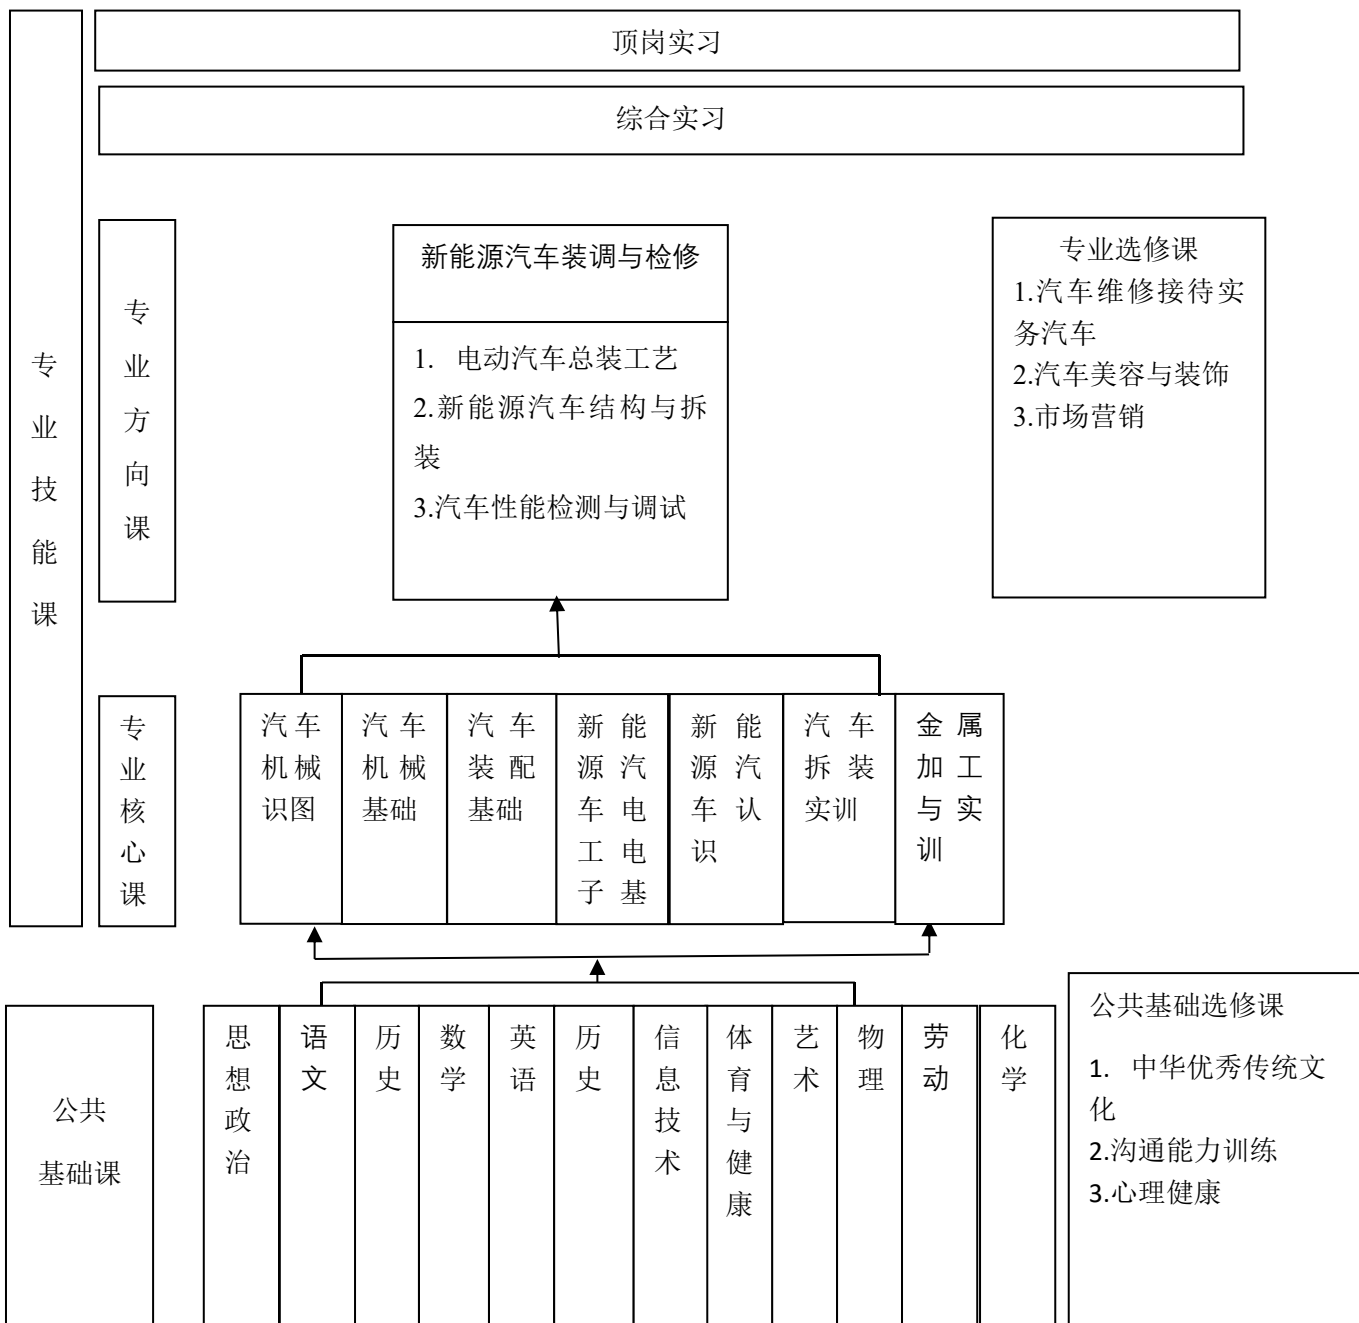 顶岗实习
综合实习
专业技能课
专业方向课
新能源汽车装调与检修
1. 电动汽车总装工艺
2.新能源汽车结构与拆
装
3.汽车性能检测与调试
专业选修课
1.汽车维修接待实
务汽车
2.汽车美容与装饰
3.市场营销
专业核心课
汽车
机械
识图
汽车
机械
基础
汽车
装配
基础
新能
源汽
车电
工电
子基
新能
源汽
车认
识
汽车
拆装
实训
金属
加工
与实
训
公共
基础课
思想政治
语文
历史
数学
英语
历史
信息技术
体育与健康
艺术
物理
劳动
化学
公共基础选修课
1. 中华优秀传统文
化
2.沟通能力训练
3.心理健康